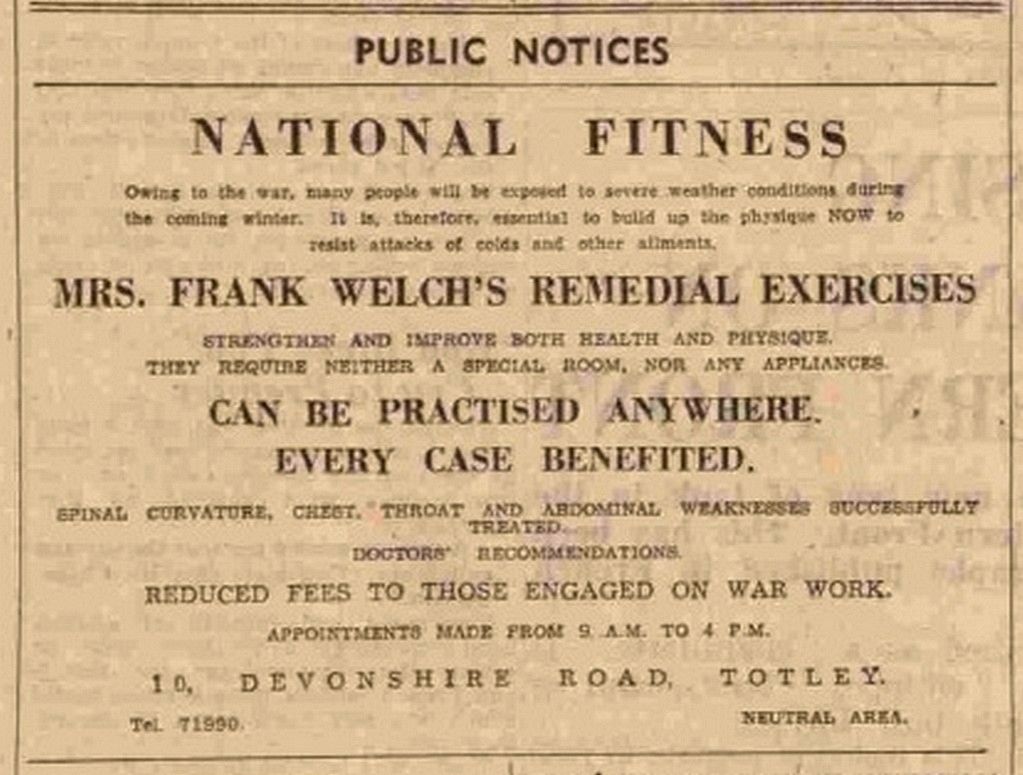 PUBLIC NOTICES
NATIONAL FITNESS
Owing to the war, many people will be exposed to severe weather conditions during
the coming winter. It is, therefore, essential to build up the physique NOW to
resist attacks of colds and other ailments.
MRS. FRANK WELCH'S REMEDIAL EXERCISES
STRENGTHEN AND IMPROVE BOTH HEALTH AND PHYSIQUE.
THEY REQUIRE NEITHER A SPECIAL ROOM, NOR ANY APPLIANCES.
CAN BE PRACTISED ANYWHERE.
EVERY CASE BENEFITED.
SPINAL CURVATURE, CHEST, THROAT AND ABDOMINAL WEAKNESSES SUCCESSFULLY
TREATED.
DOCTORS' RECOMMENDATIONS.
REDUCED FEES TO THOSE ENGAGED ON WAR WORK.
APPOINTMENTS MADE FROM 9 A.M. TO 4 P.M.
10, DEVONSHIRE ROAD, TOTLEY.
Tel. 71990.
NEUTRAL AREA.